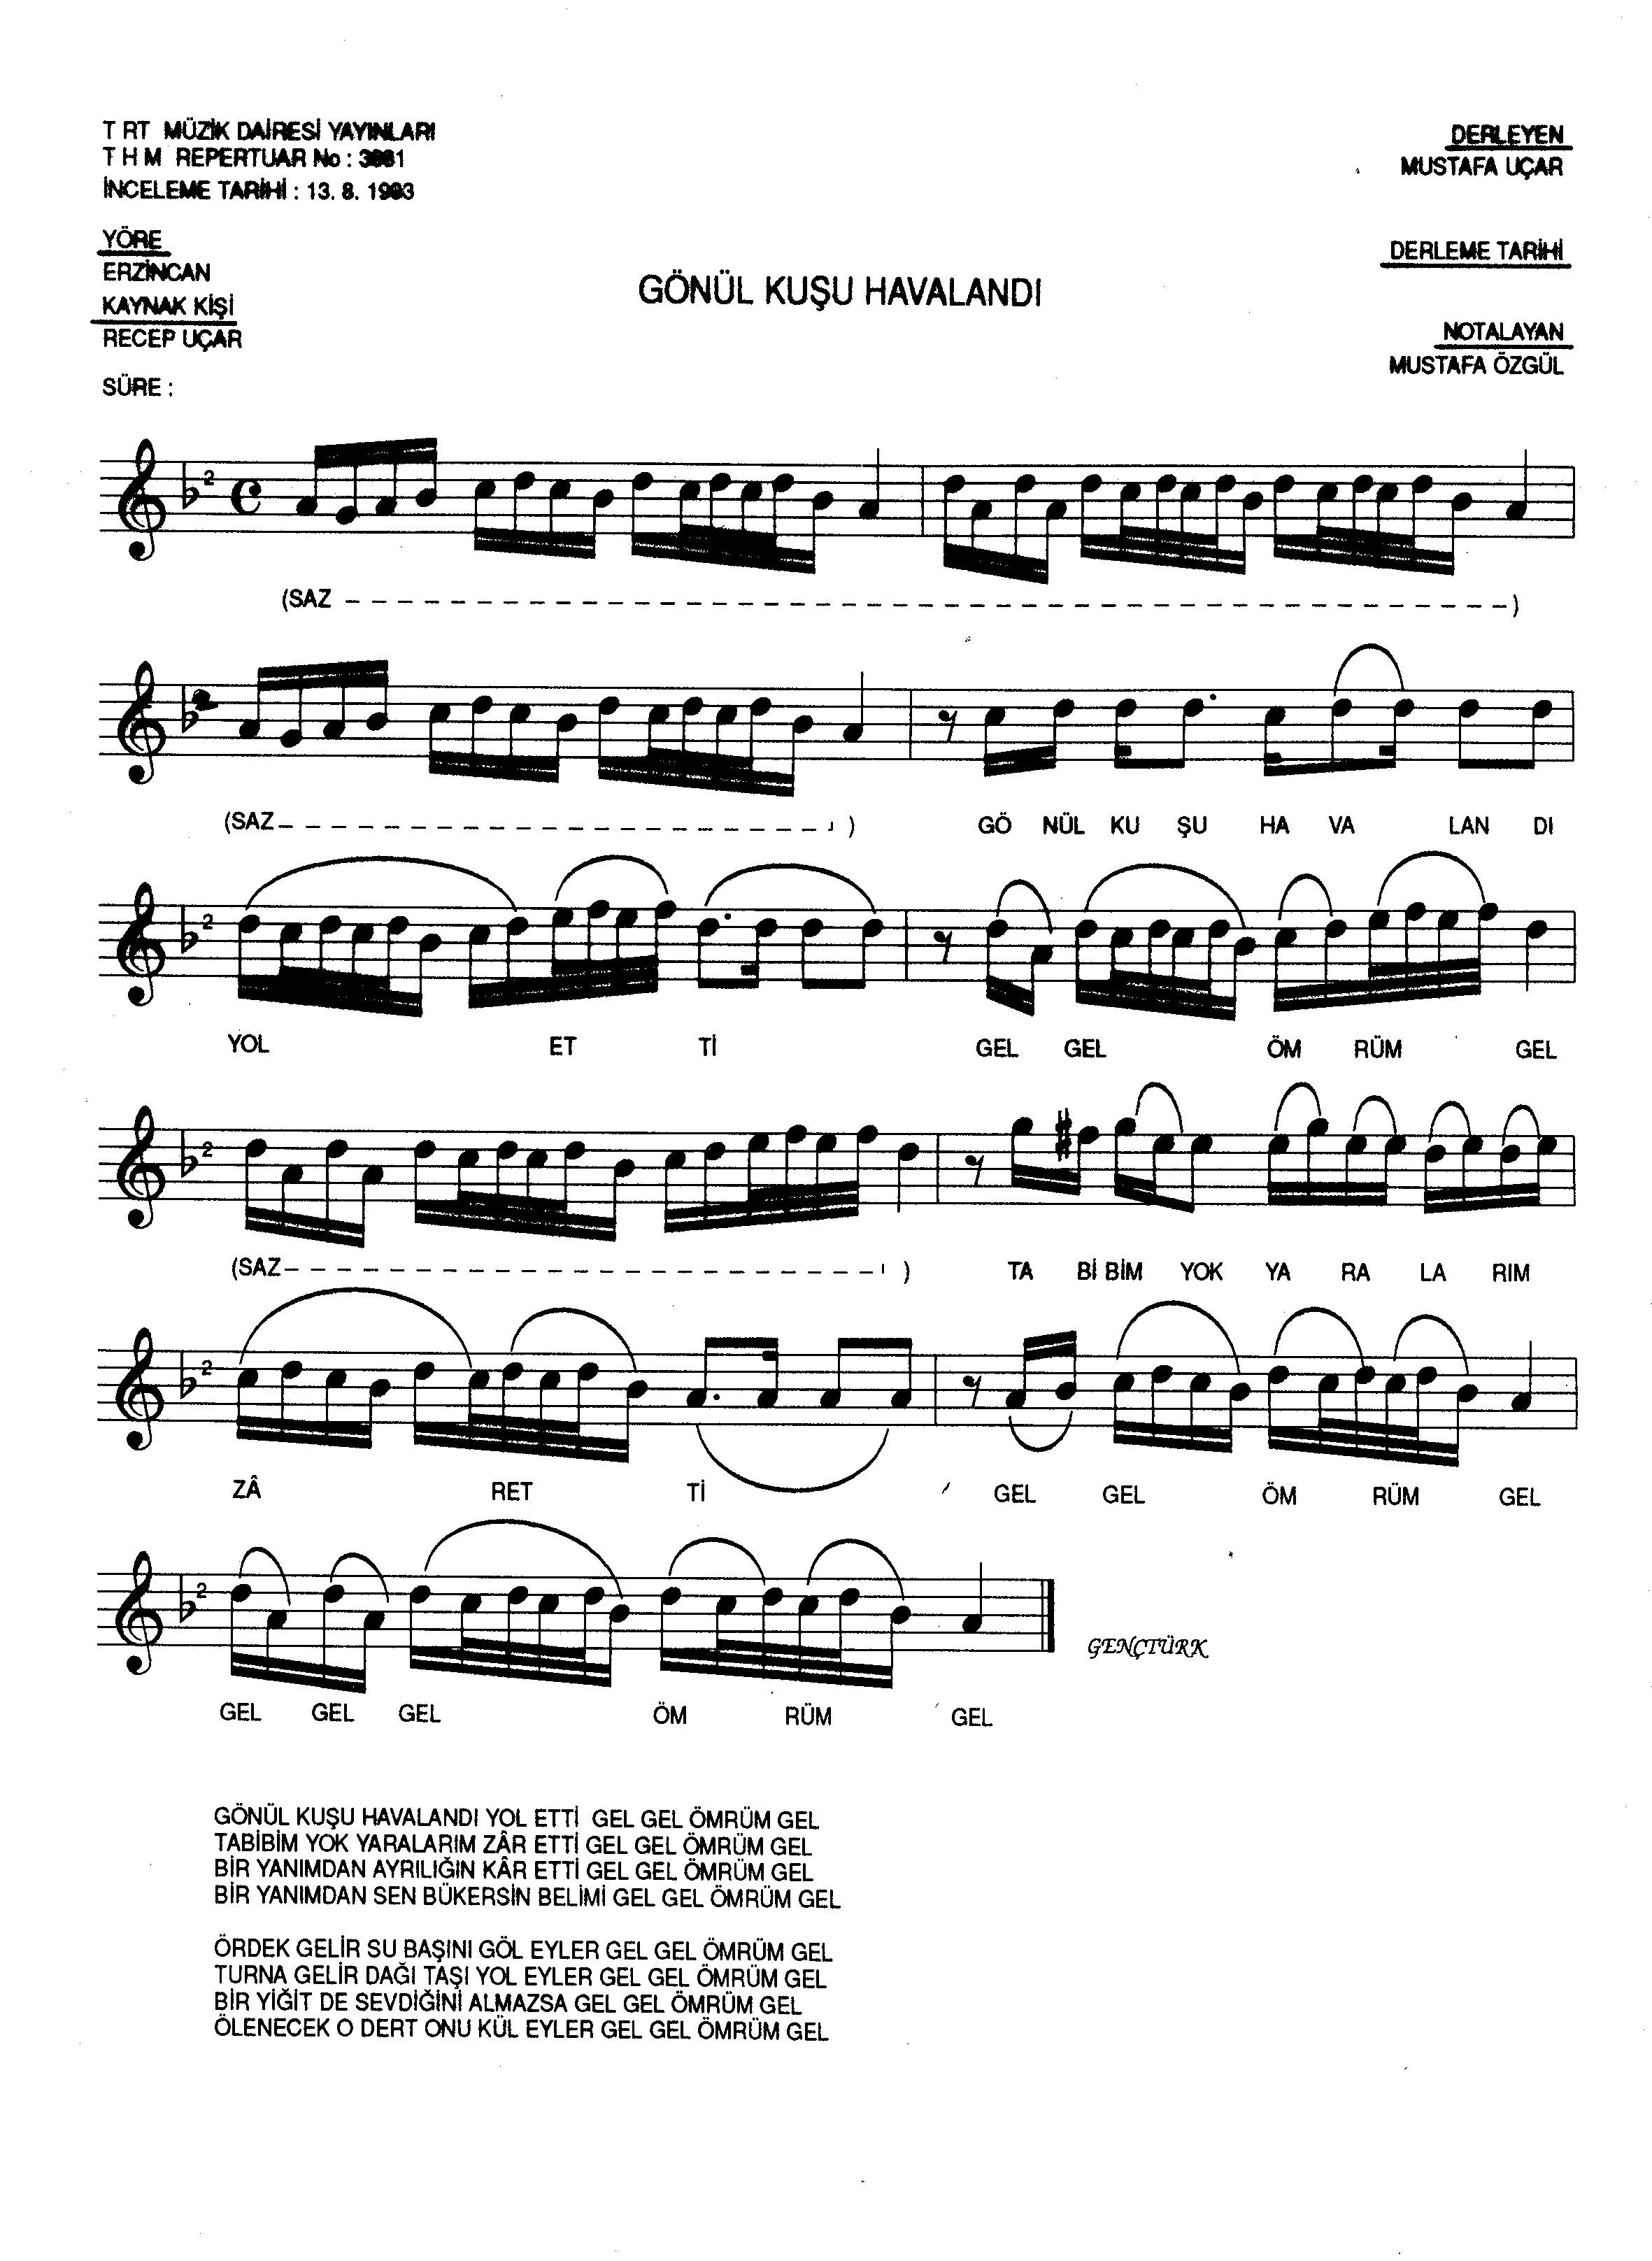 T RT MÜZİK DAİRESİ YAYINLARI
T H M REPERTUAR No :
İNCELEME TARİHİ : 13. 8. 1993
YÖRE
ERZİNCAN
KAYNAK KİŞİ
RECEP UÇAR
SÜRE :
GÖNÜL KUŞU HAVALANDI
DERLEYEN
MUSTAFA UÇAR
DERLEME TARİHİ
NOTALAYAN
MUSTAFA ÖZGÜL
2
(SAZ – – – )
2
(SAZ – – – ) GÖ NÜL KU ŞU HA VA LAN DI
2
YOL ET Tİ GEL GEL ÖM RÜM GEL
2
(SAZ – – – ) TA Bİ BİM YOK YA RA LA RIM
2
ZÂ RET Tİ GEL GEL ÖM RÜM GEL
2
GEL GEL GEL ÖM RÜM GEL
GENÇTÜRK
GÖNÜL KUŞU HAVALANDI YOL ETTİ GEL GEL ÖMRÜM GEL
TABİBİM YOK YARALARIM ZÂR ETTİ GEL GEL ÖMRÜM GEL
BİR YANIMDAN AYRILIĞIN KÂR ETTİ GEL GEL ÖMRÜM GEL
BİR YANIMDAN SEN BÜKERSİN BELİMİ GEL GEL ÖMRÜM GEL
ÖRDEK GELİR SU BAŞINI GÖL EYLER GEL GEL ÖMRÜM GEL
TURNA GELİR DAĞI TAŞI YOL EYLER GEL GEL ÖMRÜM GEL
BİR YİĞİT DE SEVDİĞİNİ ALMAZSA GEL GEL ÖMRÜM GEL
ÖLENECEK O DERT ONU KÜL EYLER GEL GEL ÖMRÜM GEL